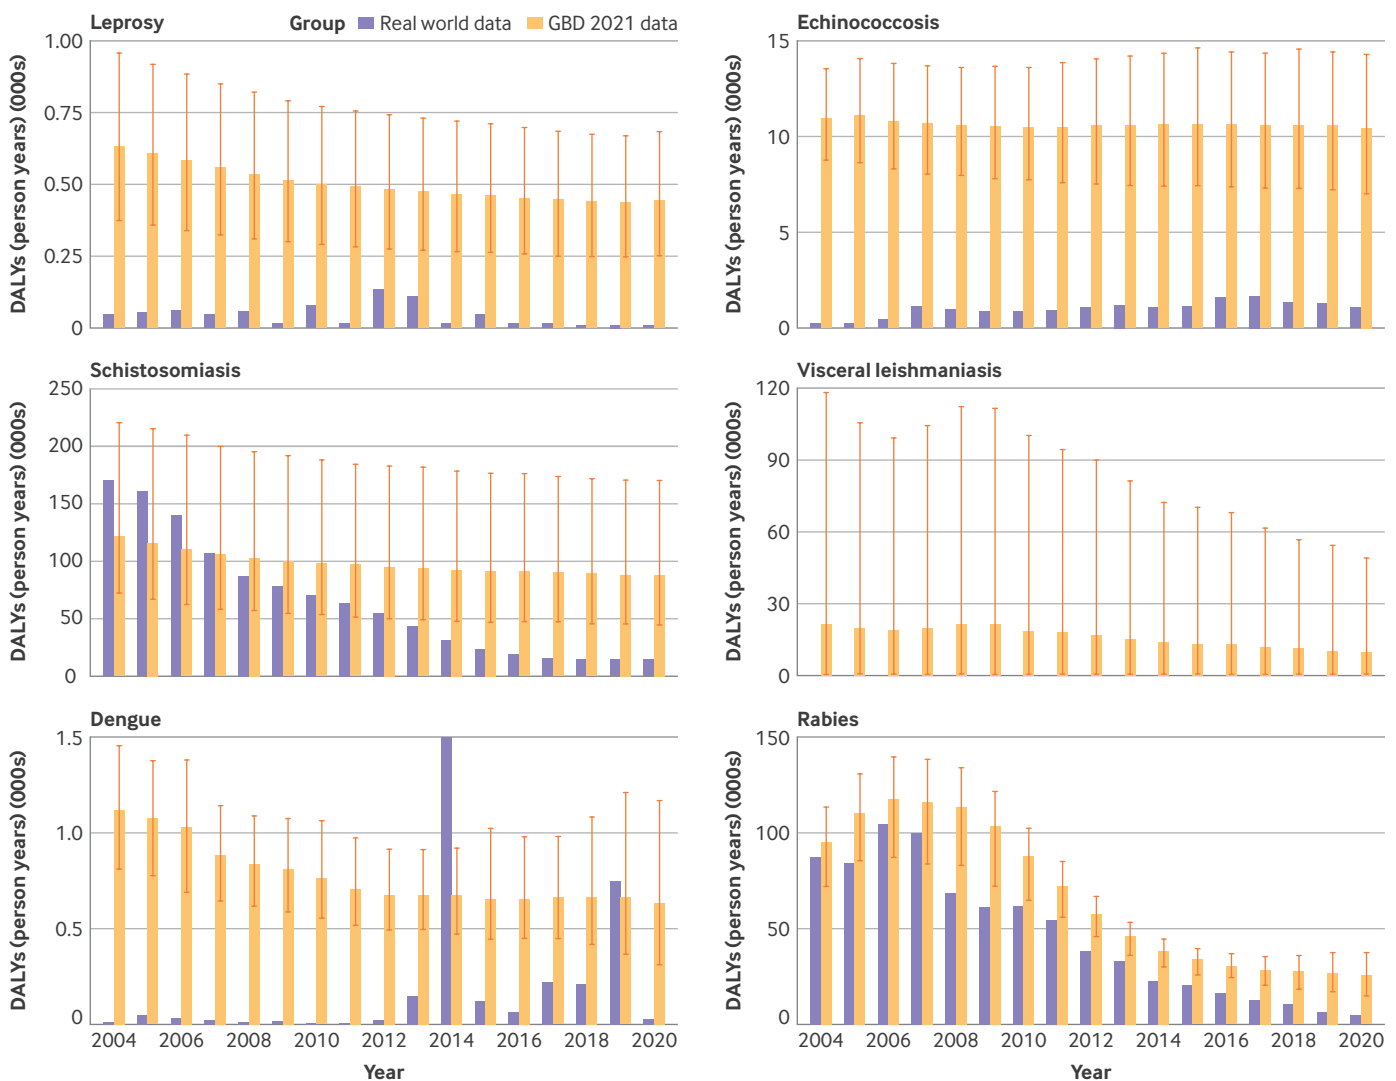 Leprosy
Group Real world data GBD 2021 data
DALYs (person years) (000s)
1.00
0.75
0.50
0.25
0
Echinococcosis
DALYs (person years) (000s)
15
10
5
0
Schistosomiasis
DALYs (person years) (000s)
250
200
150
100
50
0
Visceral leishmaniasis
DALYs (person years) (000s)
120
90
60
30
0
Dengue
DALYs (person years) (000s)
1.5
1.0
0.5
0
2004 2006 2008 2010 2012 2014 2016 2018 2020
Year
Rabies
DALYs (person years) (000s)
150
100
50
0
2004 2006 2008 2010 2012 2014 2016 2018 2020
Year